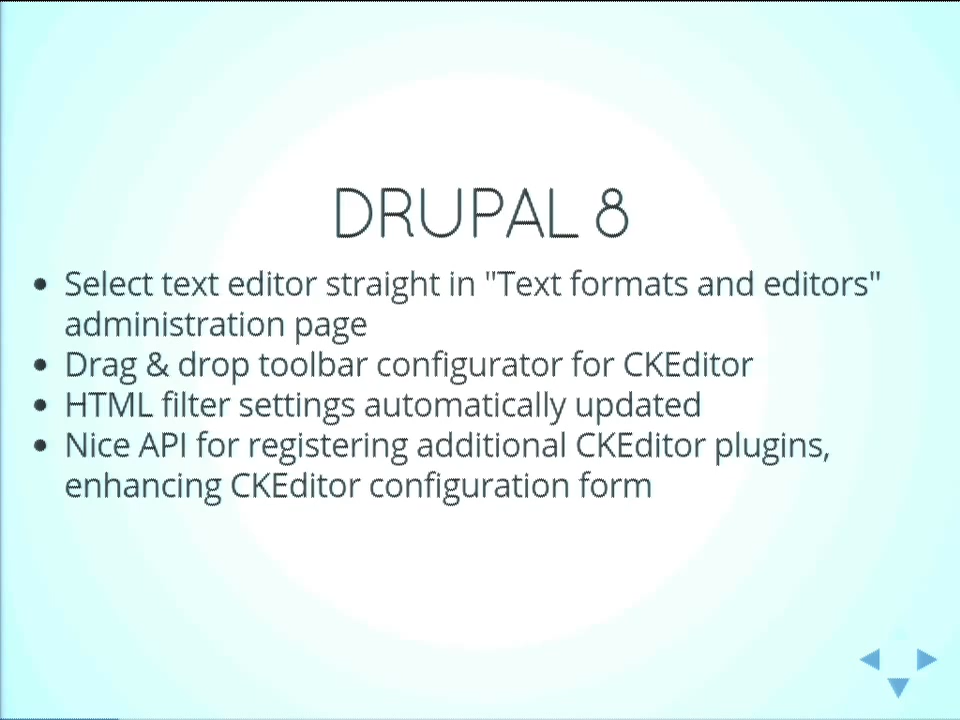 DRUPAL 8
• Select text editor straight in "Text formats and editors"
administration page
• Drag & drop toolbar configurator for CKEditor
• HTML filter settings automatically updated
• Nice API for registering additional CKEditor plugins,
enhancing CKEditor configuration form